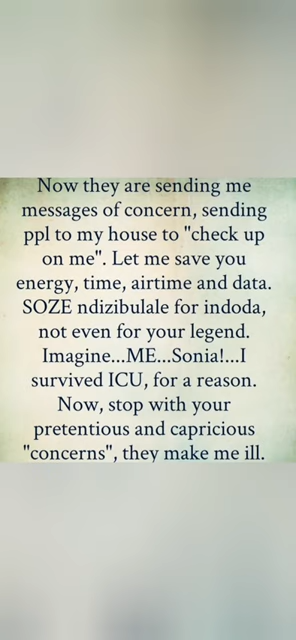 Now they are sending me
messages of concern, sending
ppl to my house to "check up
on me". Let me save you
energy, time, airtime and data.
SOZE ndizibulale for indoda,
not even for your legend.
Imagine...ME...Sonia!...I
survived ICU, for a reason.
Now, stop with your
pretentious and capricious
"concerns", they make me ill.